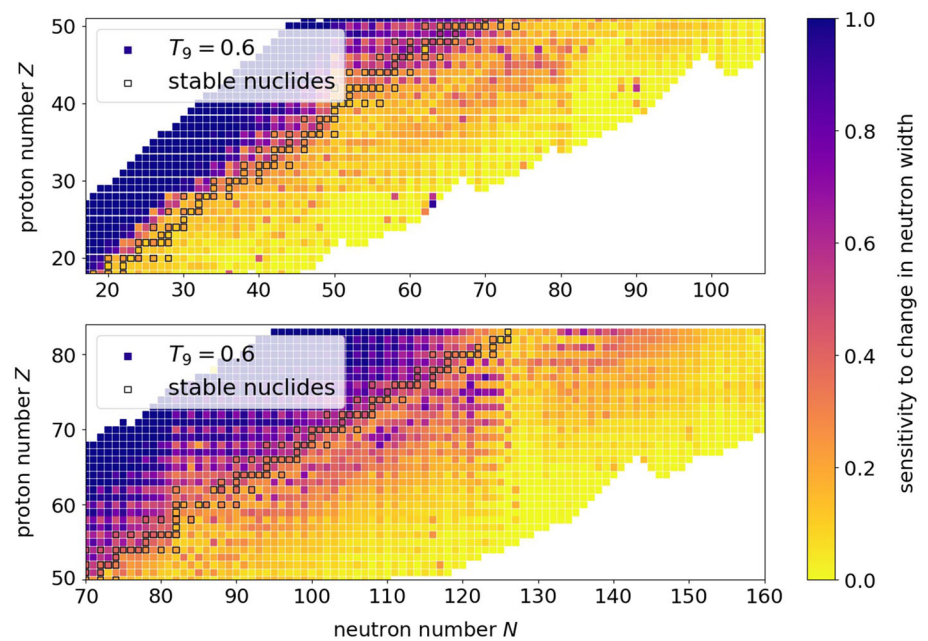 50
40
30
20
proton number Z
T₉ = 0.6
stable nuclides
20 30 40 50 60 70 80 90 100
80
70
60
50
proton number Z
T₉ = 0.6
stable nuclides
70 80 90 100 110 120 130 140 150 160
neutron number N
1.0
0.8
0.6
0.4
0.2
0.0
sensitivity to change in neutron width